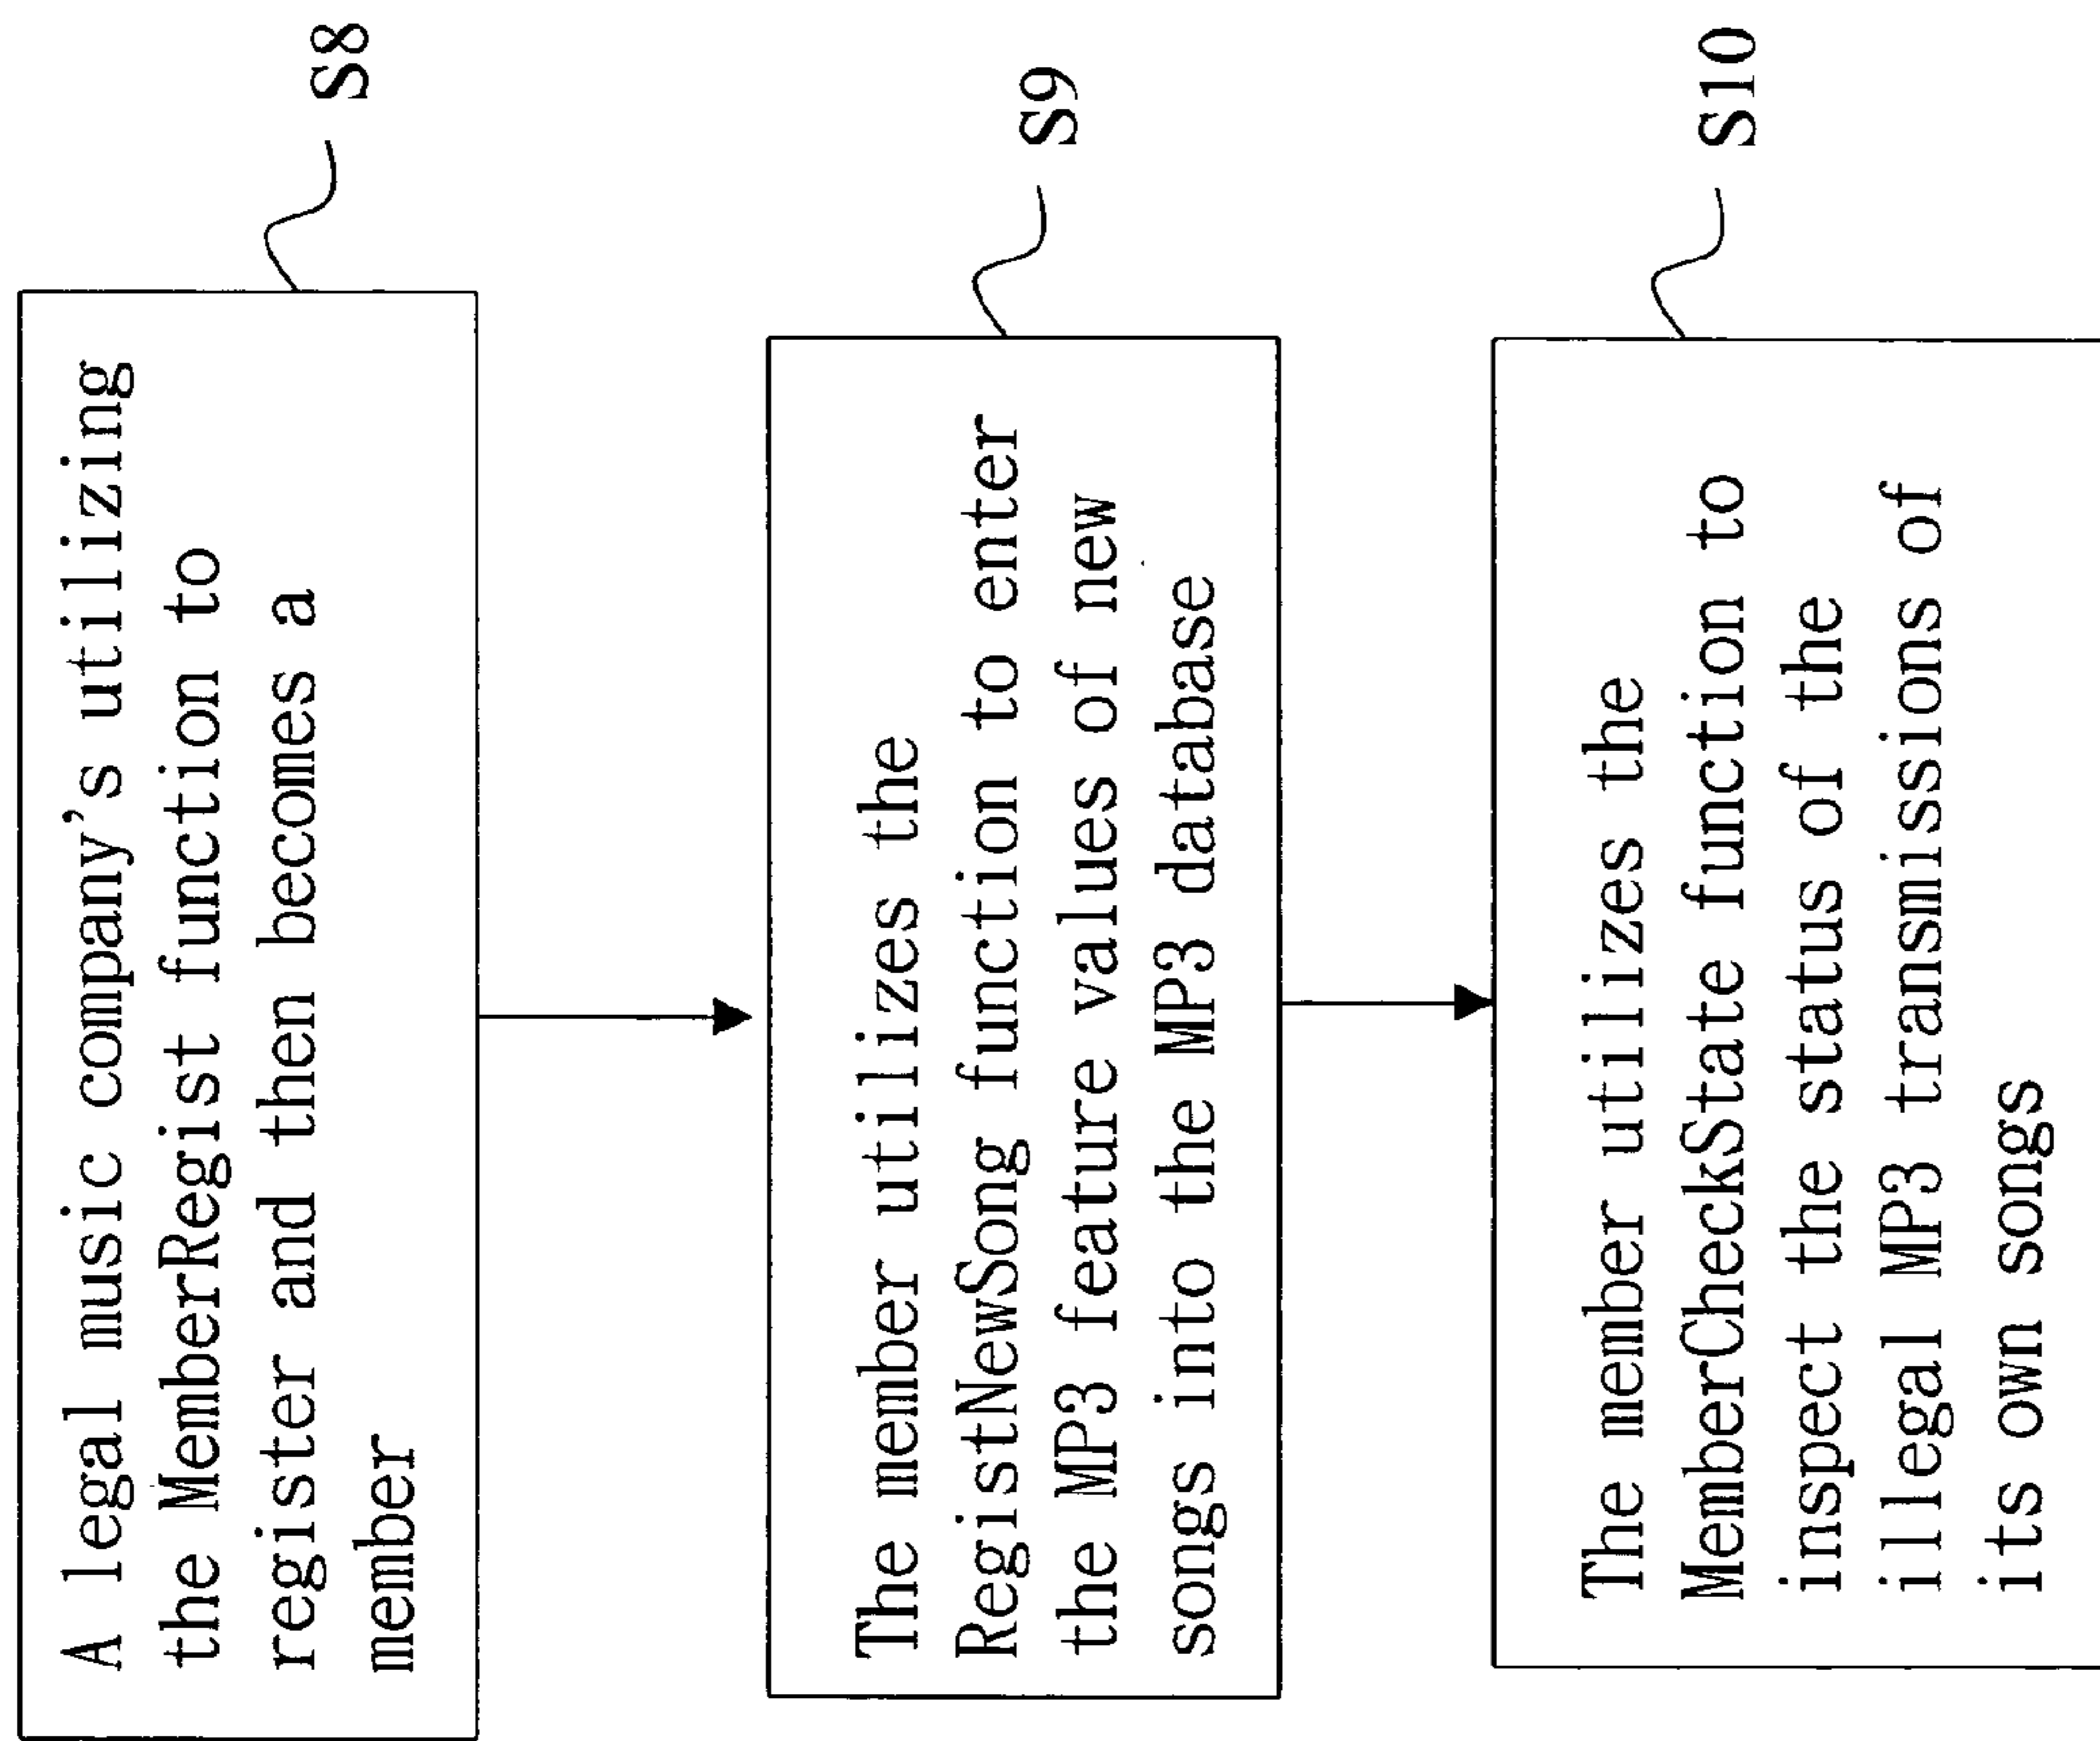 A legal music company's utilizing
the MemberRegist function to
register and then becomes a
member
S8
The member utilizes the
RegistNewSong function to enter
the MP3 feature values of new
songs into the MP3 database
S9
The member utilizes the
MemberCheckState function to
inspect the status of the
illegal MP3 transmissions of
its own songs
S10